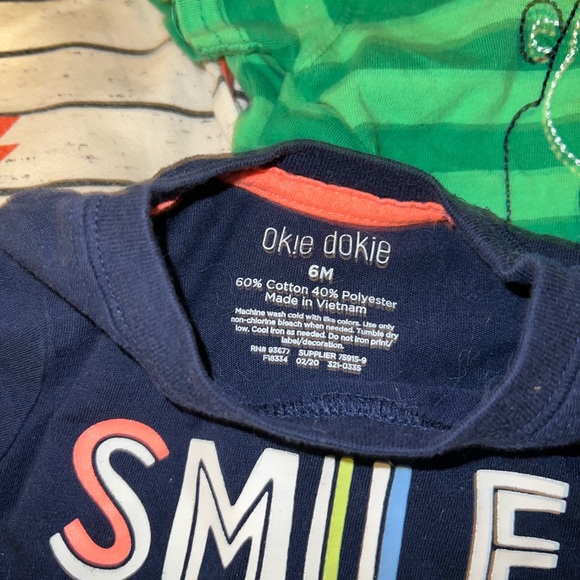 okie dokie
6M
60% Cotton 40% Polyester
Made in Vietnam
Machine wash cold with like colors. Use only
non-chlorine bleach when needed. Tumble dry
low. Cool iron as needed. Do not iron print/
label/decoration.
RN# 93677 SUPPLIER 75915-9
F18334 02/20 321-0335
SMILE